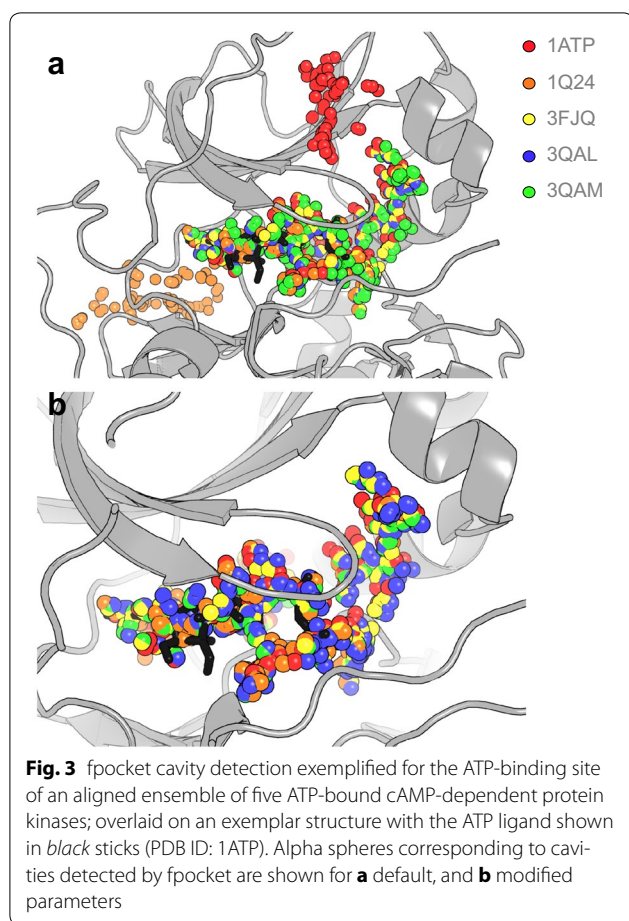 a
1ATP
1Q24
3FJQ
3QAL
3QAM
b
Fig. 3 fpocket cavity detection exemplified for the ATP-binding site
of an aligned ensemble of five ATP-bound cAMP-dependent protein
kinases; overlaid on an exemplar structure with the ATP ligand shown
in black sticks (PDB ID: 1ATP). Alpha spheres corresponding to cavi-
ties detected by fpocket are shown for a default, and b modified
parameters